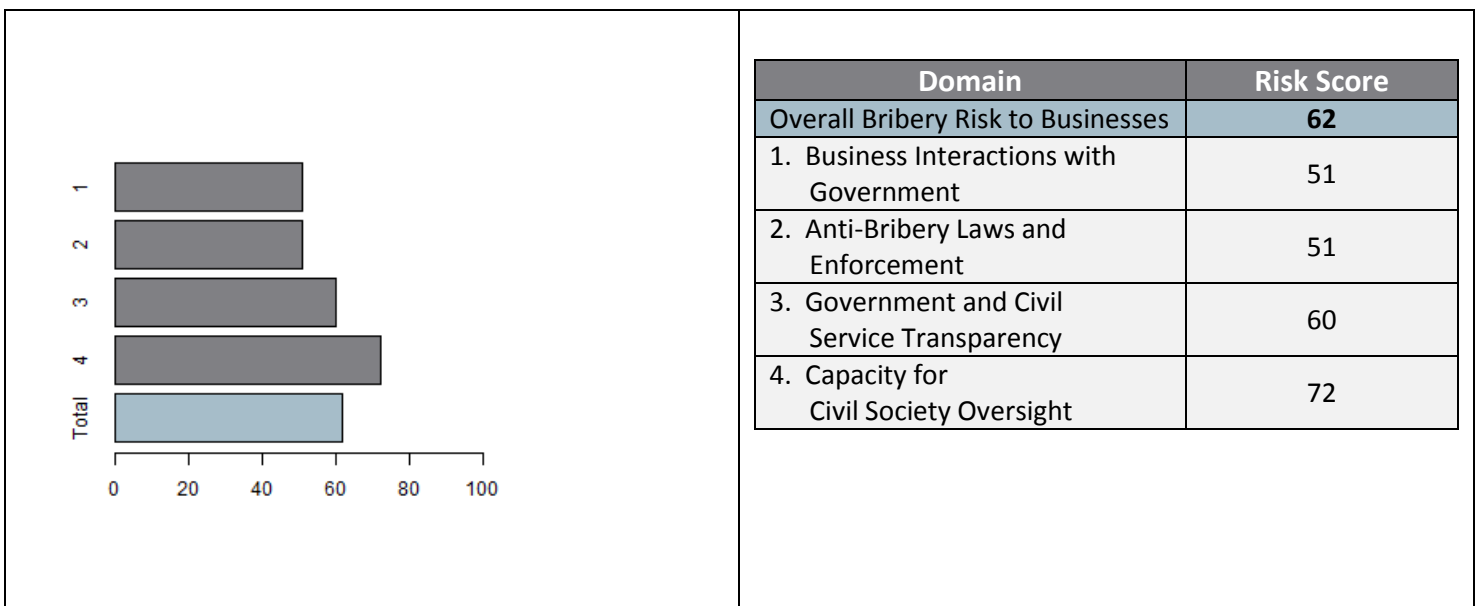 1
2
3
4
Total
0 20 40 60 80 100
Domain Risk Score
Overall Bribery Risk to Businesses 62
1. Business Interactions with
Government
51
2. Anti-Bribery Laws and
Enforcement
51
3. Government and Civil
Service Transparency
60
4. Capacity for
Civil Society Oversight
72